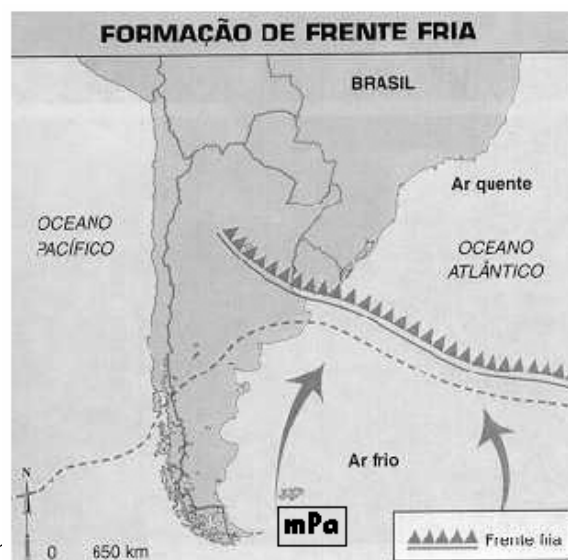 FORMAÇÃO DE FRENTE FRIA
BRASIL
Ar quente
OCEANO
PACÍFICO
OCEANO
ATLÂNTICO
Ar frio
N
mPa
0 650 km
Frente fria